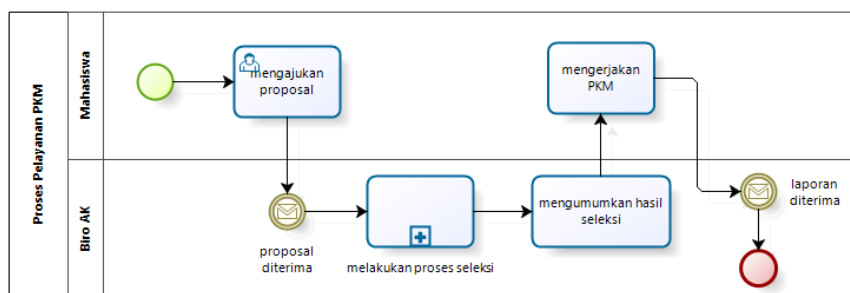 Proses Pelayanan PKM
Mahasiswa
mengajukan
proposal
mengerjakan
PKM
Biro AK
proposal
diterima
melakukan proses seleksi
mengumumkan hasil
seleksi
laporan
diterima